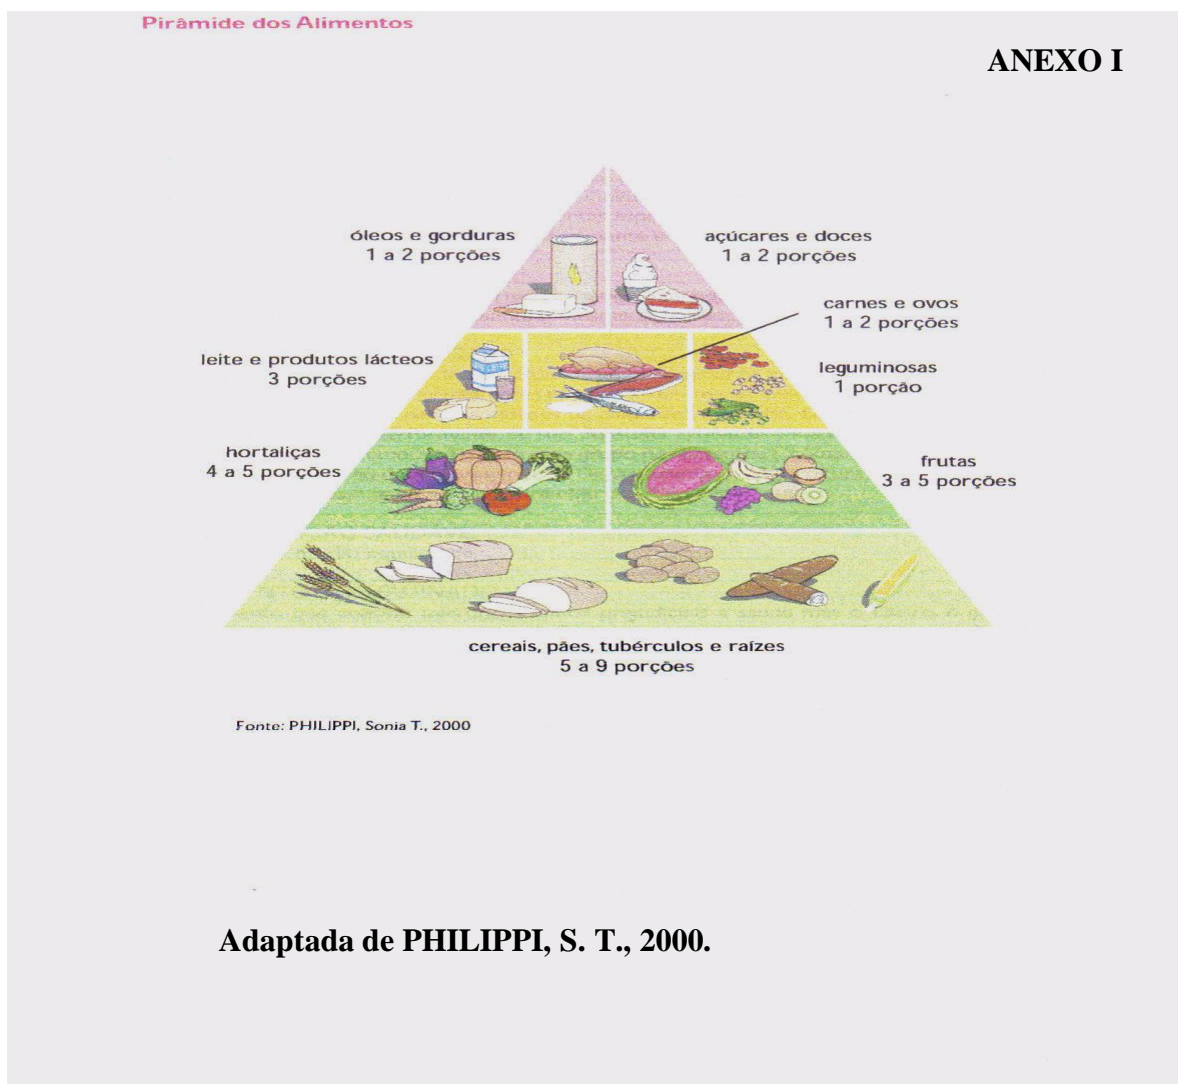 Pirâmide dos Alimentos
ANEXO I
óleos e gorduras
1 a 2 porções
açúcares e doces
1 a 2 porções
carnes e ovos
1 a 2 porções
leite e produtos lácteos
3 porções
leguminosas
1 porção
hortaliças
4 a 5 porções
frutas
3 a 5 porções
cereais, pães, tubérculos e raízes
5 a 9 porções
Fonte: PHILIPPI, Sonia T., 2000
Adaptada de PHILIPPI, S. T., 2000.